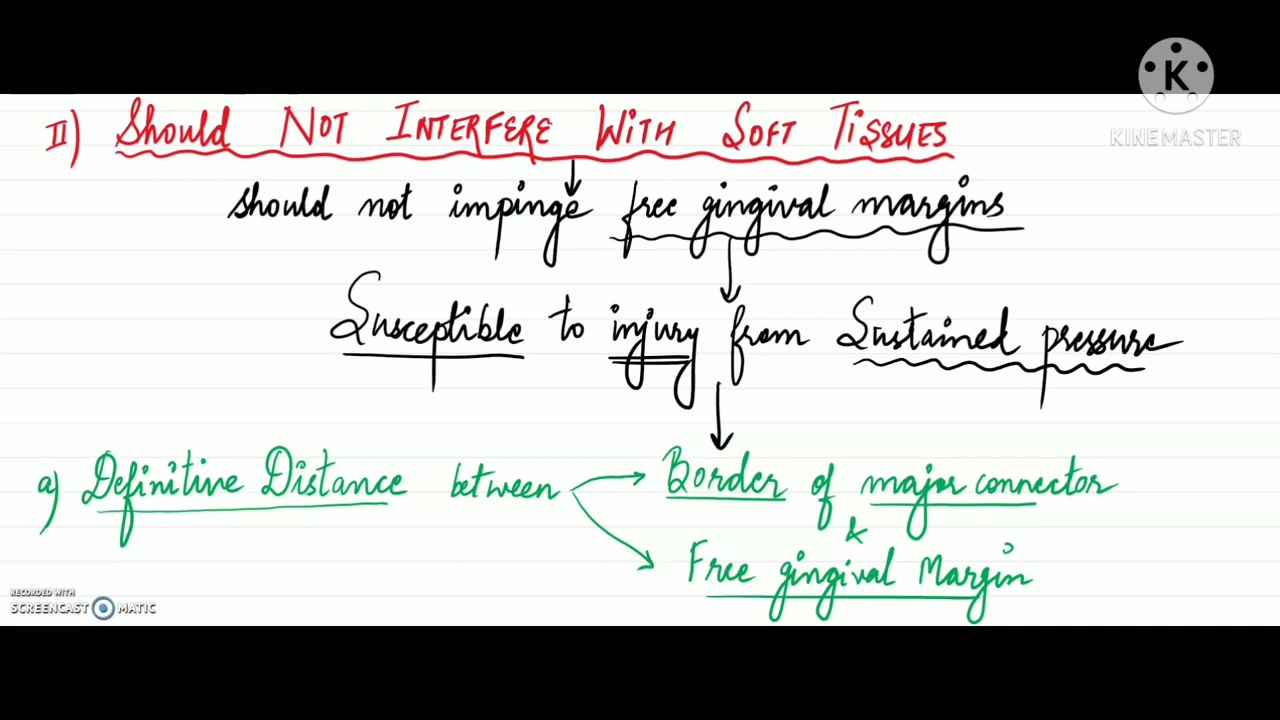 K
KINEMASTER
II) Should NOT INTERFERE WITH SOFT TISSUES
should not impinge free gingival margins
Susceptible to injury from Sustained pressure
a) Definitive Distance between Border of major connector
&
Free gingival Margin
RECORDED WITH
SCREENCAST MATIC